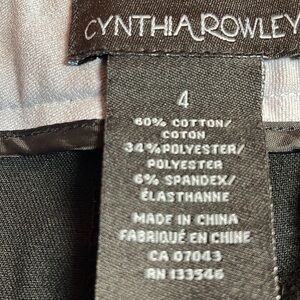 CYNTHIA ROWLEY
4
60% COTTON/
COTON
34% POLYESTER/
POLYESTER
6% SPANDEX/
ÉLASTHANNE
MADE IN CHINA
FABRIQUÉ EN CHINE
CA 07043
RN 133546